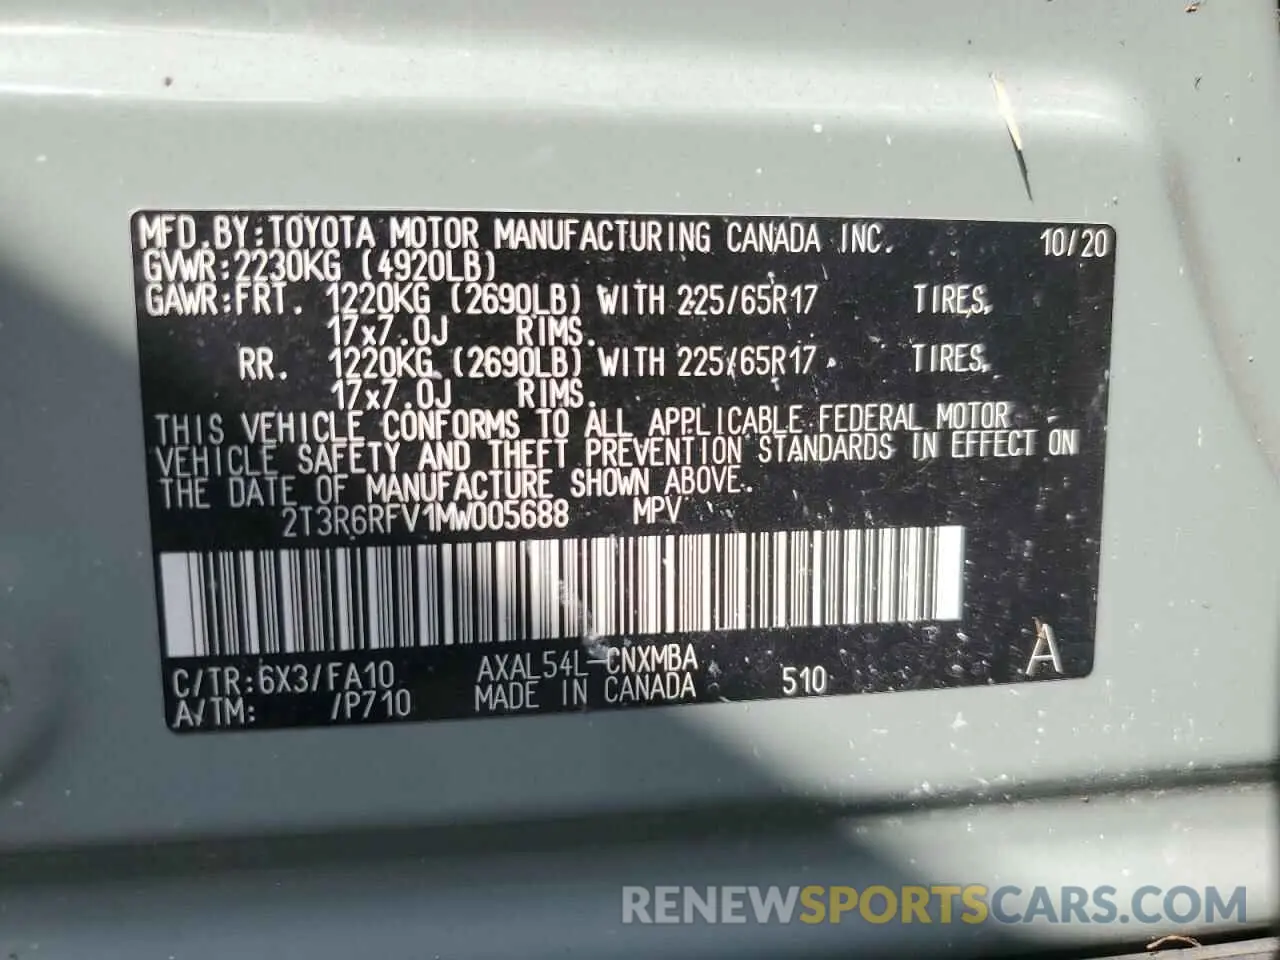 MFD.BY:TOYOTA MOTOR MANUFACTURING CANADA INC. 10/20
GVWR:2230KG (4920LB)
GAWR:FRT. 1220KG (2690LB) WITH 225/65R17 TIRES,
17x7.0J RIMS.
RR. 1220KG (2690LB) WITH 225/65R17 TIRES,
17x7.0J RIMS.
THIS VEHICLE CONFORMS TO ALL APPLICABLE FEDERAL MOTOR
VEHICLE SAFETY AND THEFT PREVENTION STANDARDS IN EFFECT ON
THE DATE OF MANUFACTURE SHOWN ABOVE.
2T3R6RFV1MW005688 MPV
C/TR:6X3/FA10 AXAL54L-CNXMBA
A/TM: /P710 MADE IN CANADA 510 A
RENEWSPORTSCARS.COM